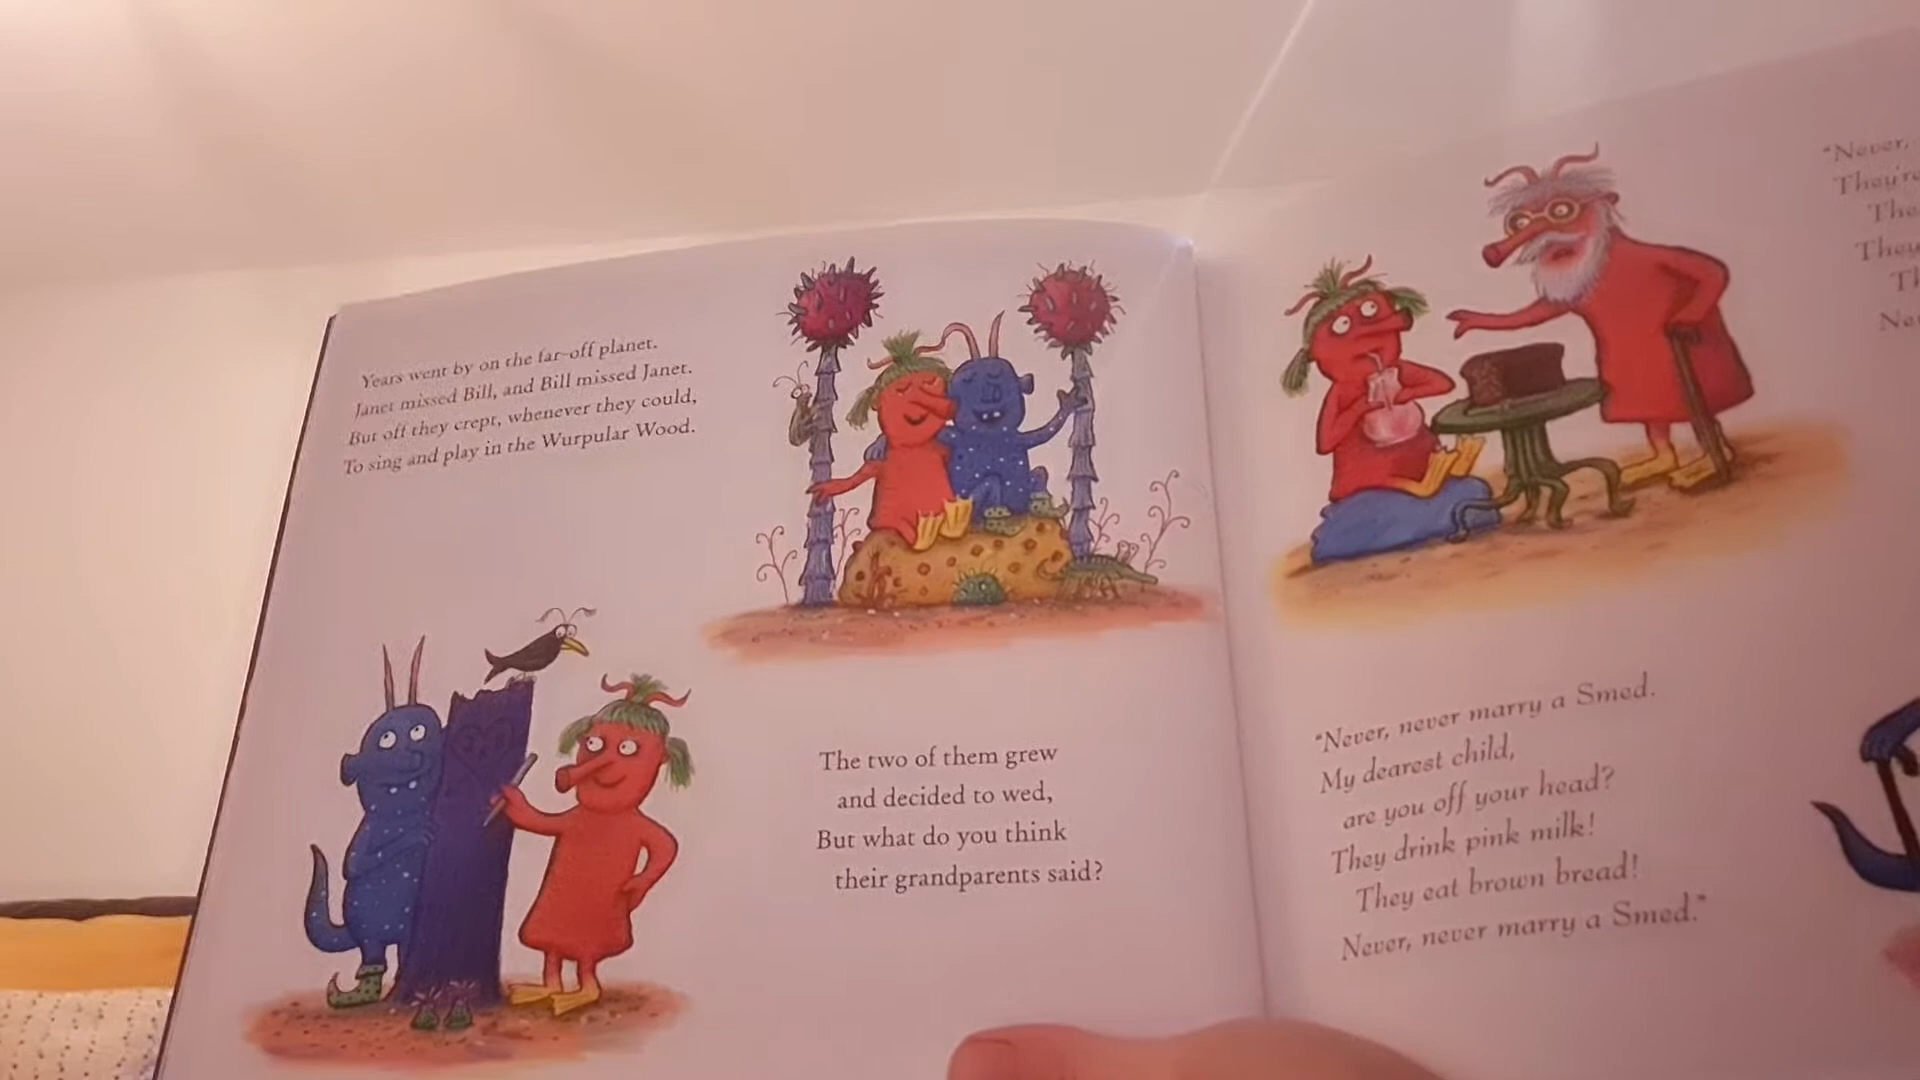 Years went by on the far-off planet.
Janet missed Bill, and Bill missed Janet.
But off they crept, whenever they could,
To sing and play in the Wurpular Wood.
The two of them grew
and decided to wed,
But what do you think
their grandparents said?
"Never, never marry a Smed.
My dearest child,
are you off your head?
They drink pink milk!
They eat brown bread!
Never, never marry a Smed."
"Never,
They're